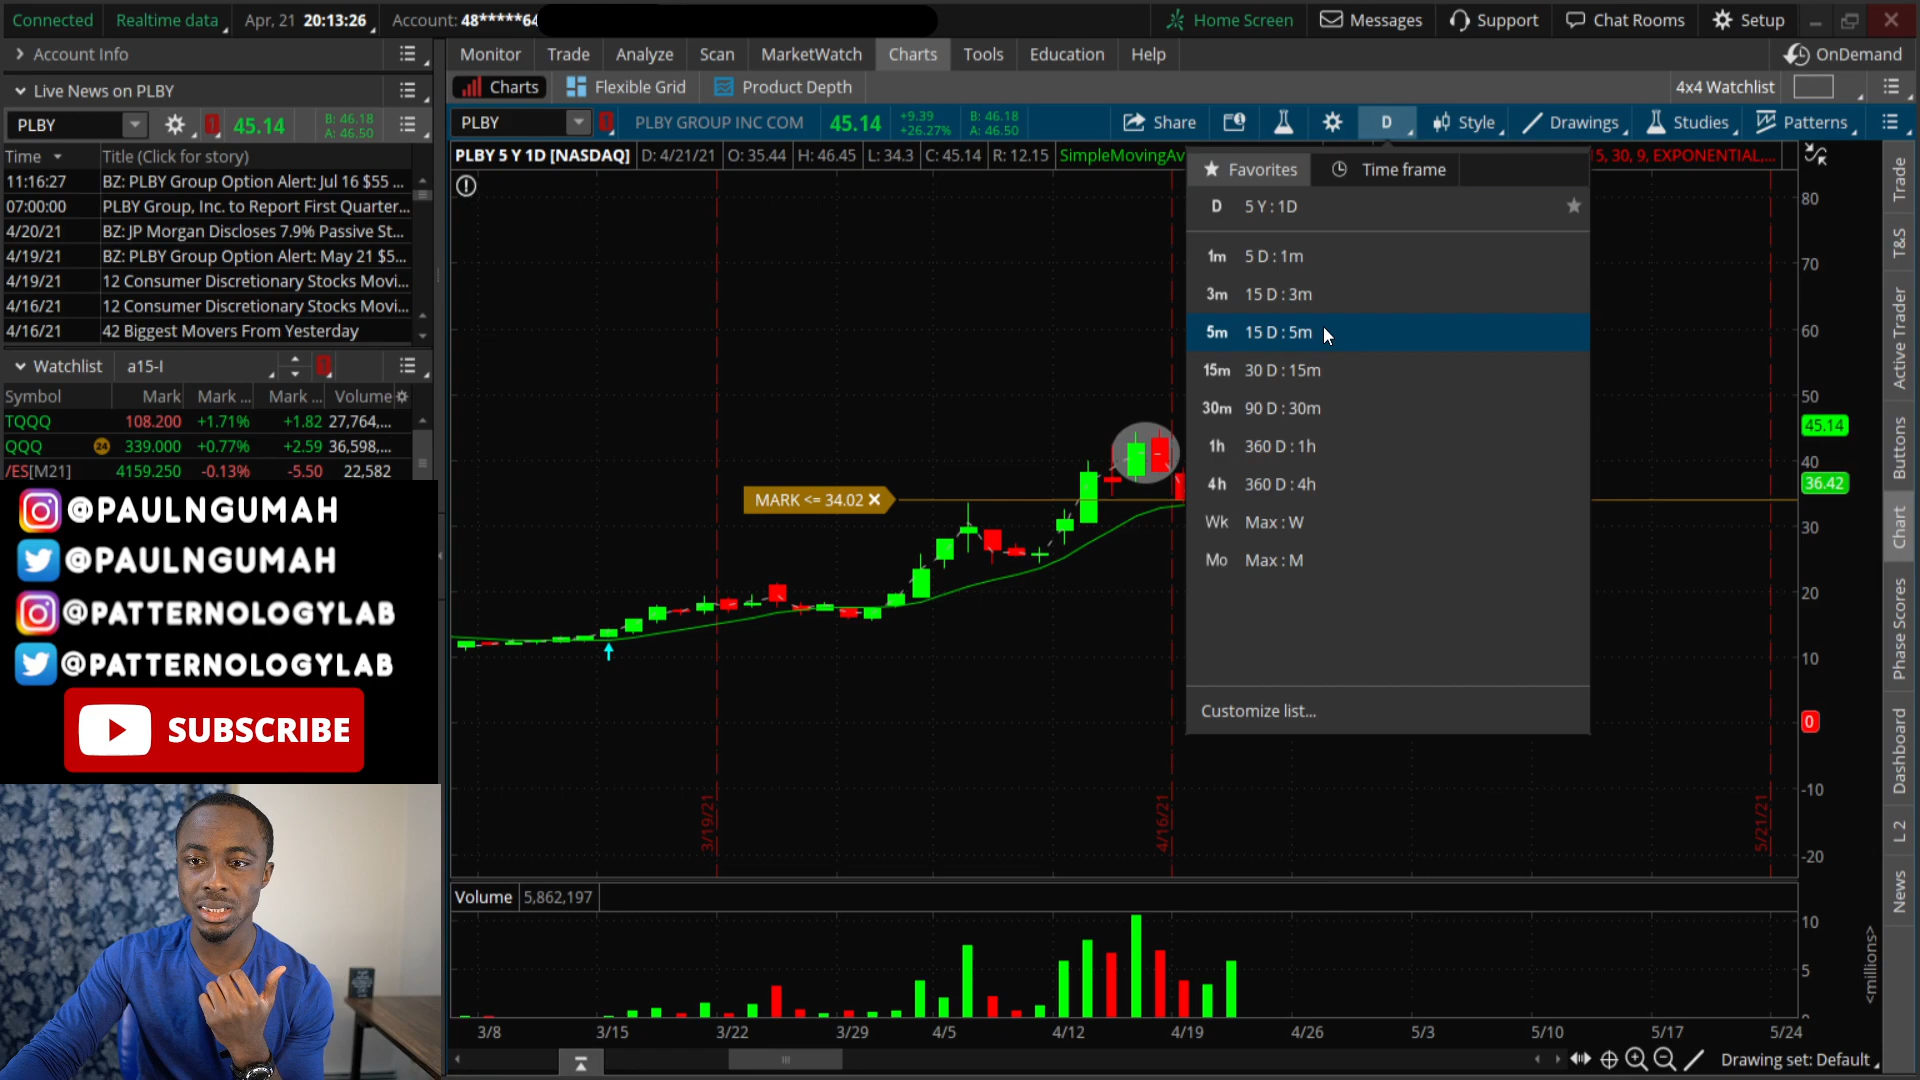 Connected Realtime data Apr, 21 20:13:26 Account: 48*****64 Home Screen Messages Support Chat Rooms Setup
Account Info Monitor Trade Analyze Scan MarketWatch Charts Tools Education Help OnDemand
Live News on PLBY Charts Flexible Grid Product Depth 4x4 Watchlist
PLBY 1 45.14 B: 46.18 A: 46.50
PLBY PLBY GROUP INC COM 45.14 +9.39 +26.27% B: 46.18 A: 46.50 Share D Style Drawings Studies Patterns
PLBY 5 Y 1D [NASDAQ] D: 4/21/21 O: 35.44 H: 46.45 L: 34.3 C: 45.14 R: 12.15 SimpleMovingAv 5, 30, 9, EXPONENTIAL,...
Time Title (Click for story)
11:16:27 BZ: PLBY Group Option Alert: Jul 16 $55 ...
07:00:00 PLBY Group, Inc. to Report First Quarter...
4/20/21 BZ: JP Morgan Discloses 7.9% Passive St...
4/19/21 BZ: PLBY Group Option Alert: May 21 $5...
4/19/21 12 Consumer Discretionary Stocks Movi...
4/16/21 12 Consumer Discretionary Stocks Movi...
4/16/21 42 Biggest Movers From Yesterday
Watchlist a15-I
Symbol Mark Mark ... Mark ... Volume
TQQQ 108.200 +1.71% +1.82 27,764,...
QQQ 24 339.000 +0.77% +2.59 36,598,...
/ES[M21] 4159.250 -0.13% -5.50 22,582
@PAULNGUMAH
@PAULNGUMAH
@PATTERNOLOGYLAB
@PATTERNOLOGYLAB
SUBSCRIBE
Favorites Time frame
D 5 Y : 1D
1m 5 D : 1m
3m 15 D : 3m
5m 15 D : 5m
15m 30 D : 15m
30m 90 D : 30m
1h 360 D : 1h
4h 360 D : 4h
Wk Max : W
Mo Max : M
Customize list...
MARK <= 34.02
80
70
60
50
45.14
40
36.42
30
20
10
0
-10
-20
3/19/21
4/16/21
5/21/21
Volume 5,862,197
10
5
<millions>
3/8 3/15 3/22 3/29 4/5 4/12 4/19 4/26 5/3 5/10 5/17 5/24
Drawing set: Default
Trade
T&S
Active Trader
Buttons
Chart
Phase Scores
Dashboard
L 2
News